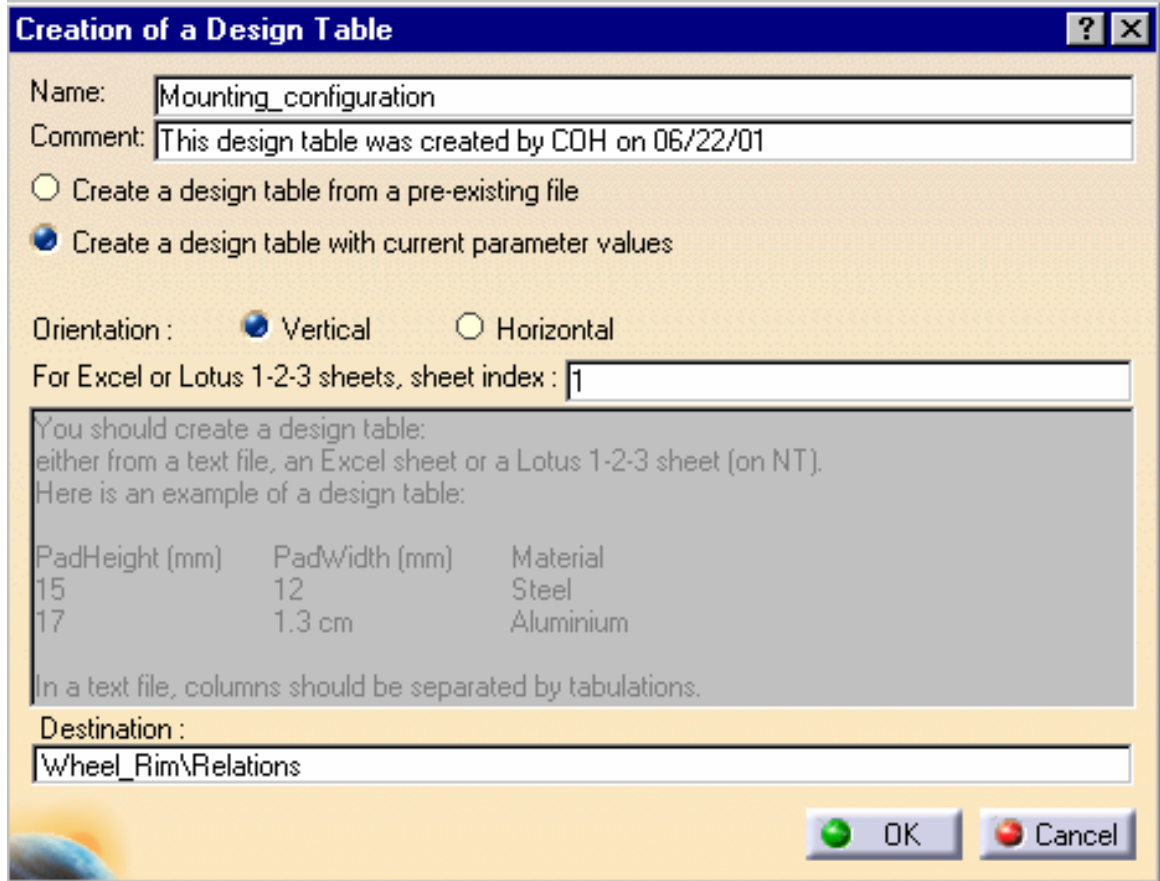 Creation of a Design Table ? X
Name: Mounting_configuration
Comment: This design table was created by COH on 06/22/01
Create a design table from a pre-existing file
Create a design table with current parameter values
Orientation : Vertical Horizontal
For Excel or Lotus 1-2-3 sheets, sheet index : 1
You should create a design table:
either from a text file, an Excel sheet or a Lotus 1-2-3 sheet (on NT).
Here is an example of a design table:
PadHeight (mm) PadWidth (mm) Material
15 12 Steel
17 1.3 cm Aluminium
In a text file, columns should be separated by tabulations.
Destination :
Wheel_Rim\Relations
OK Cancel